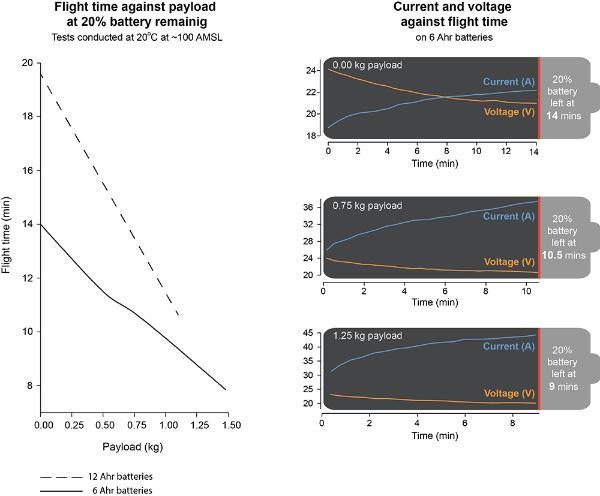 Flight time against payload
at 20% battery remainig
Tests conducted at 20°C at ~100 AMSL
Flight time (min)
20
18
16
14
12
10
8
0.00 0.25 0.50 0.75 1.00 1.25 1.50
Payload (kg)
12 Ahr batteries
6 Ahr batteries
Current and voltage
against flight time
on 6 Ahr batteries
0.00 kg payload
24
22
20
18
Current (A)
Voltage (V)
0 2 4 6 8 10 12 14
Time (min)
20%
battery
left at
14 mins
0.75 kg payload
36
32
28
24
20
Current (A)
Voltage (V)
0 2 4 6 8 10
Time (min)
20%
battery
left at
10.5 mins
1.25 kg payload
45
40
35
30
25
20
Current (A)
Voltage (V)
0 2 4 6 8
Time (min)
20%
battery
left at
9 mins